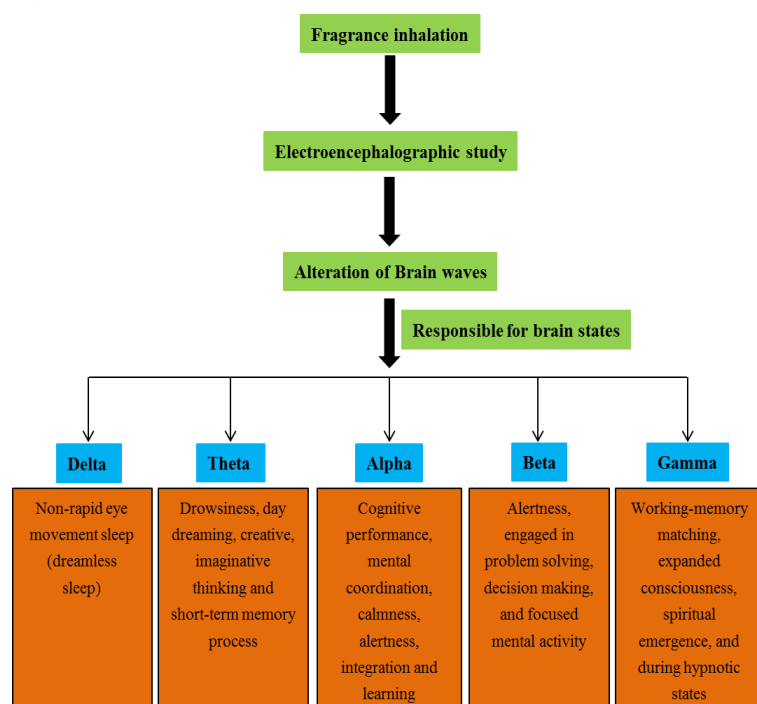 Fragrance inhalation
Electroencephalographic study
Alteration of Brain waves
Responsible for brain states
Delta
Theta
Alpha
Beta
Gamma
Non-rapid eye
movement sleep
(dreamless
sleep)
Drowsiness, day
dreaming, creative,
imaginative
thinking and
short-term memory
process
Cognitive
performance,
mental
coordination,
calmness,
alertness,
integration and
learning
Alertness,
engaged in
problem solving,
decision making,
and focused
mental activity
Working-memory
matching,
expanded
consciousness,
spiritual
emergence, and
during hypnotic
states